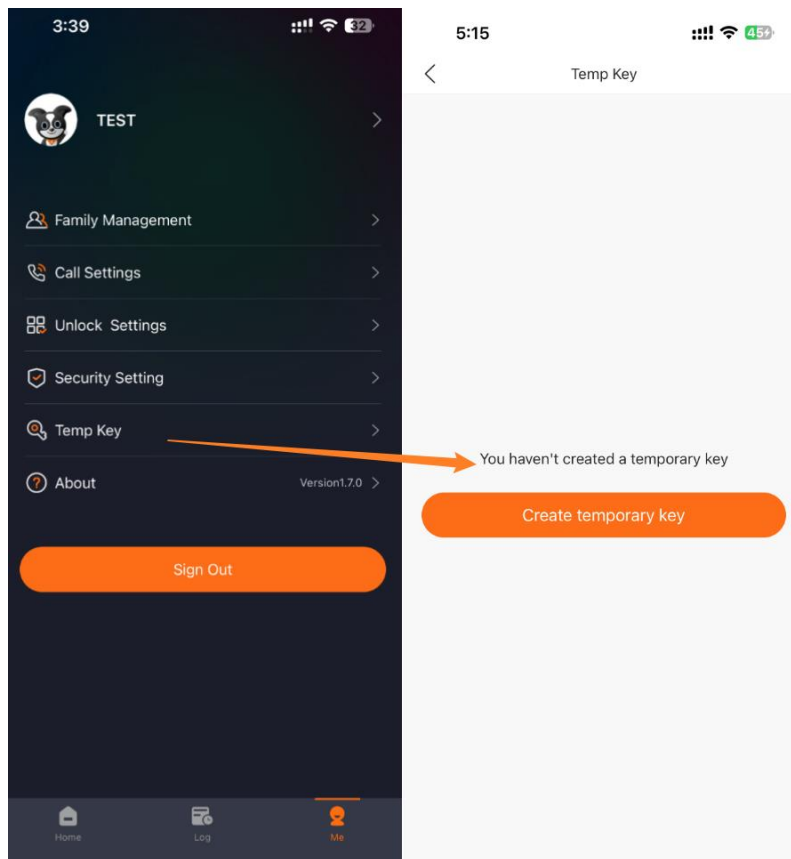 3:39
32
TEST
Family Management
Call Settings
Unlock Settings
Security Setting
Temp Key
About
Version1.7.0
Sign Out
Home
Log
Me
5:15
45
Temp Key
You haven't created a temporary key
Create temporary key